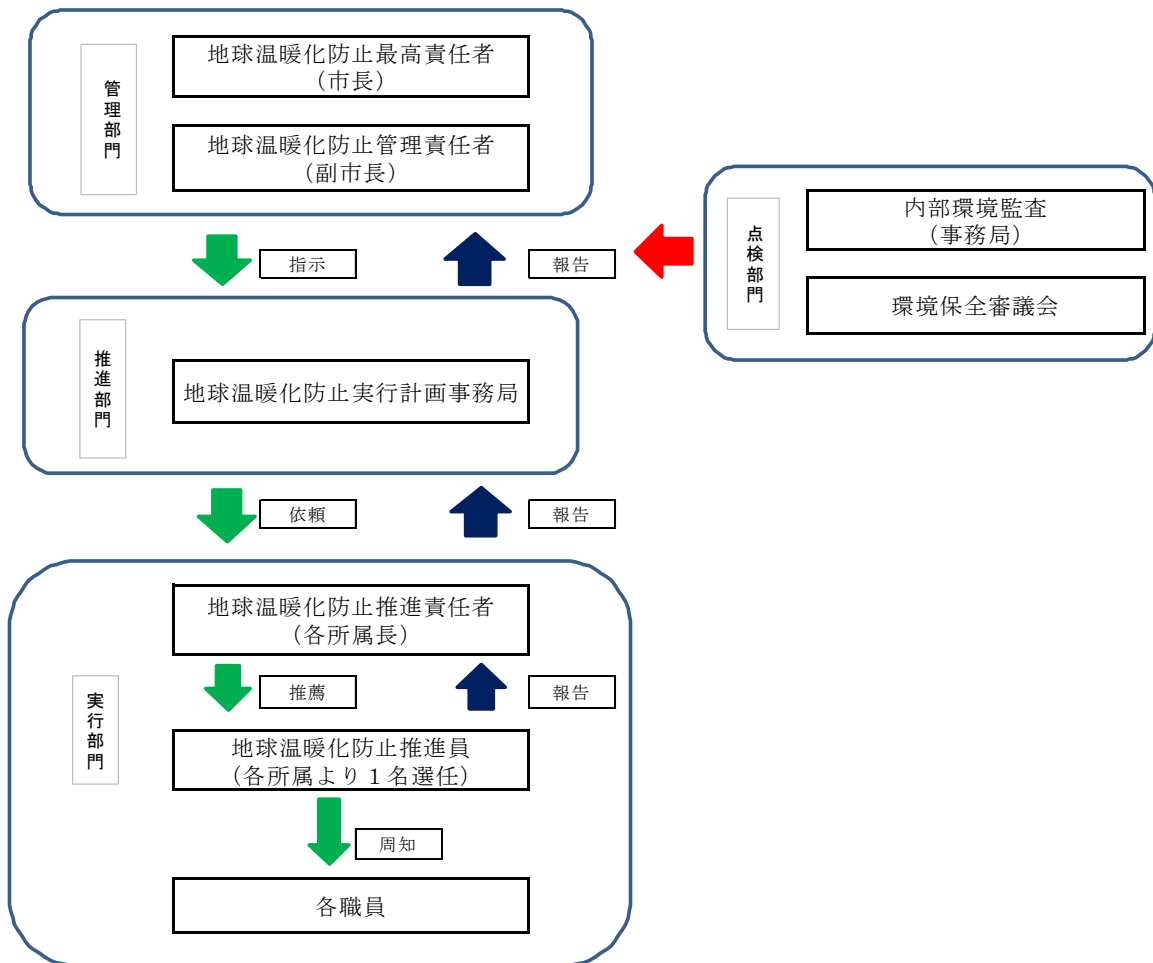 管理部門
地球温暖化防止最高責任者
(市長)
地球温暖化防止管理責任者
(副市長)
指示
報告
点検部門
内部環境監査
(事務局)
環境保全審議会
推進部門
地球温暖化防止実行計画事務局
依頼
報告
実行部門
地球温暖化防止推進責任者
(各所属長)
推薦
報告
地球温暖化防止推進員
(各所属より１名選任)
周知
各職員